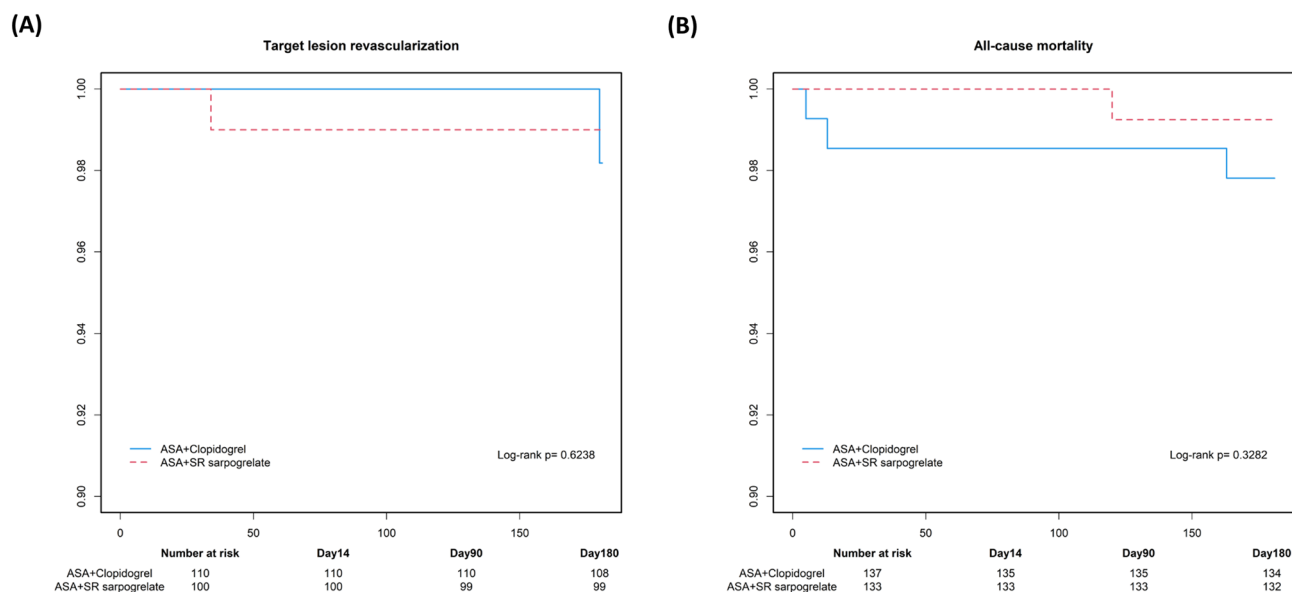 (A)
Target lesion revascularization
1.00
0.98
0.96
0.94
0.92
0.90
ASA+Clopidogrel
ASA+SR sarpogrelate
Log-rank p= 0.6238
0 50 100 150
Number at risk Day14 Day90 Day180
ASA+Clopidogrel 110 110 110 108
ASA+SR sarpogrelate 100 100 99 99
(B)
All-cause mortality
1.00
0.98
0.96
0.94
0.92
0.90
ASA+Clopidogrel
ASA+SR sarpogrelate
Log-rank p= 0.3282
0 50 100 150
Number at risk Day14 Day90 Day180
ASA+Clopidogrel 137 135 135 134
ASA+SR sarpogrelate 133 133 133 132